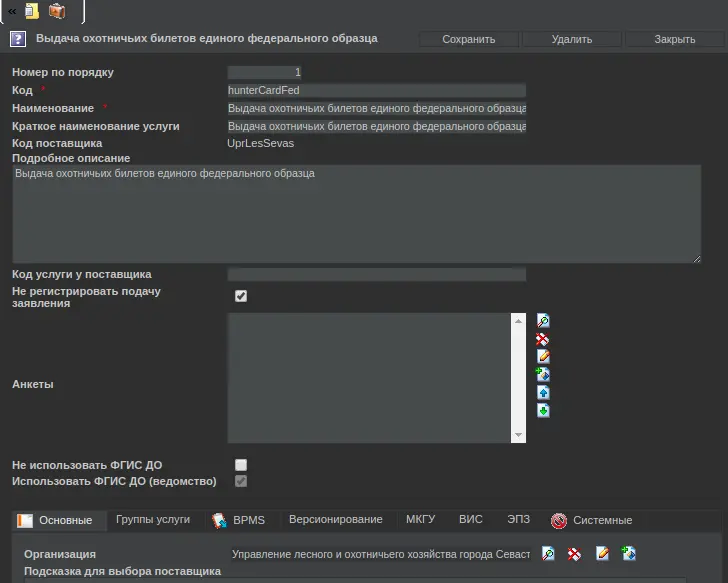 «
Выдача охотничьих билетов единого федерального образца
Сохранить
Удалить
Закрыть
Номер по порядку
1
Код *
hunterCardFed
Наименование *
Выдача охотничьих билетов единого федерального образца
Краткое наименование услуги
Выдача охотничьих билетов единого федерального образца
Код поставщика
UprLesSevas
Подробное описание
Выдача охотничьих билетов единого федерального образца
Код услуги у поставщика
Не регистрировать подачу
заявления
Анкеты
Не использовать ФГИС ДО
Использовать ФГИС ДО (ведомство)
Основные
Группы услуги
BPMS
Версионирование
МКГУ
ВИС
ЭПЗ
Системные
Организация
Управление лесного и охотничьего хозяйства города Севаст
Подсказка для выбора поставщика